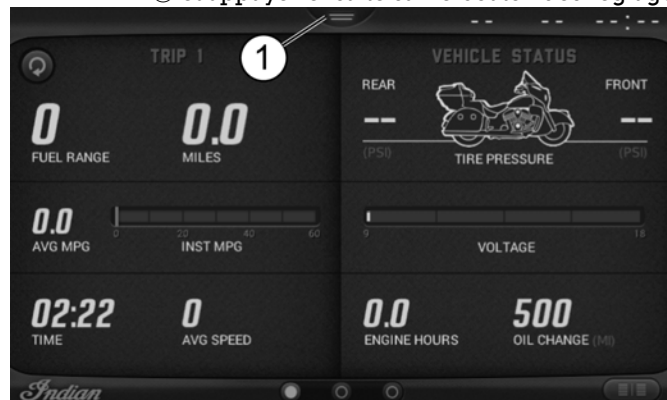 1
-- -- --:--
TRIP 1
VEHICLE STATUS
REAR
FRONT
0
0.0
--
--
FUEL RANGE
MILES
(PSI)
TIRE PRESSURE
(PSI)
0.0
0 20 40 60
9 18
AVG MPG
INST MPG
VOLTAGE
02:22
0
0.0
500
TIME
AVG SPEED
ENGINE HOURS
OIL CHANGE (MI)
Indian